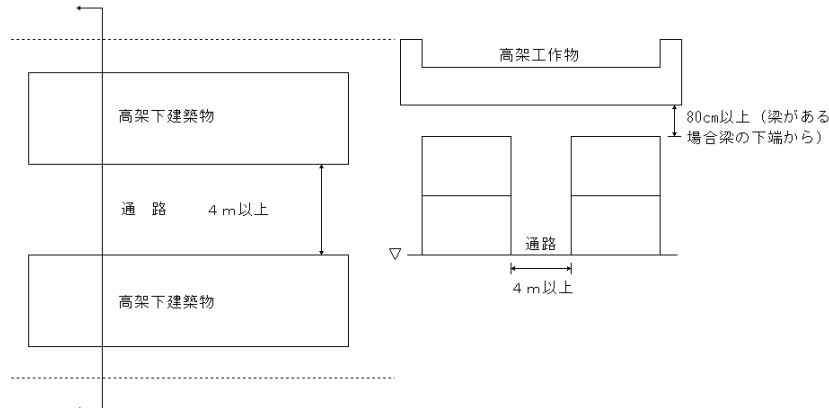 高架下建築物
通　路　　４ｍ以上
高架下建築物
高架工作物
80cm以上（梁がある
場合梁の下端から）
通路
４ｍ以上